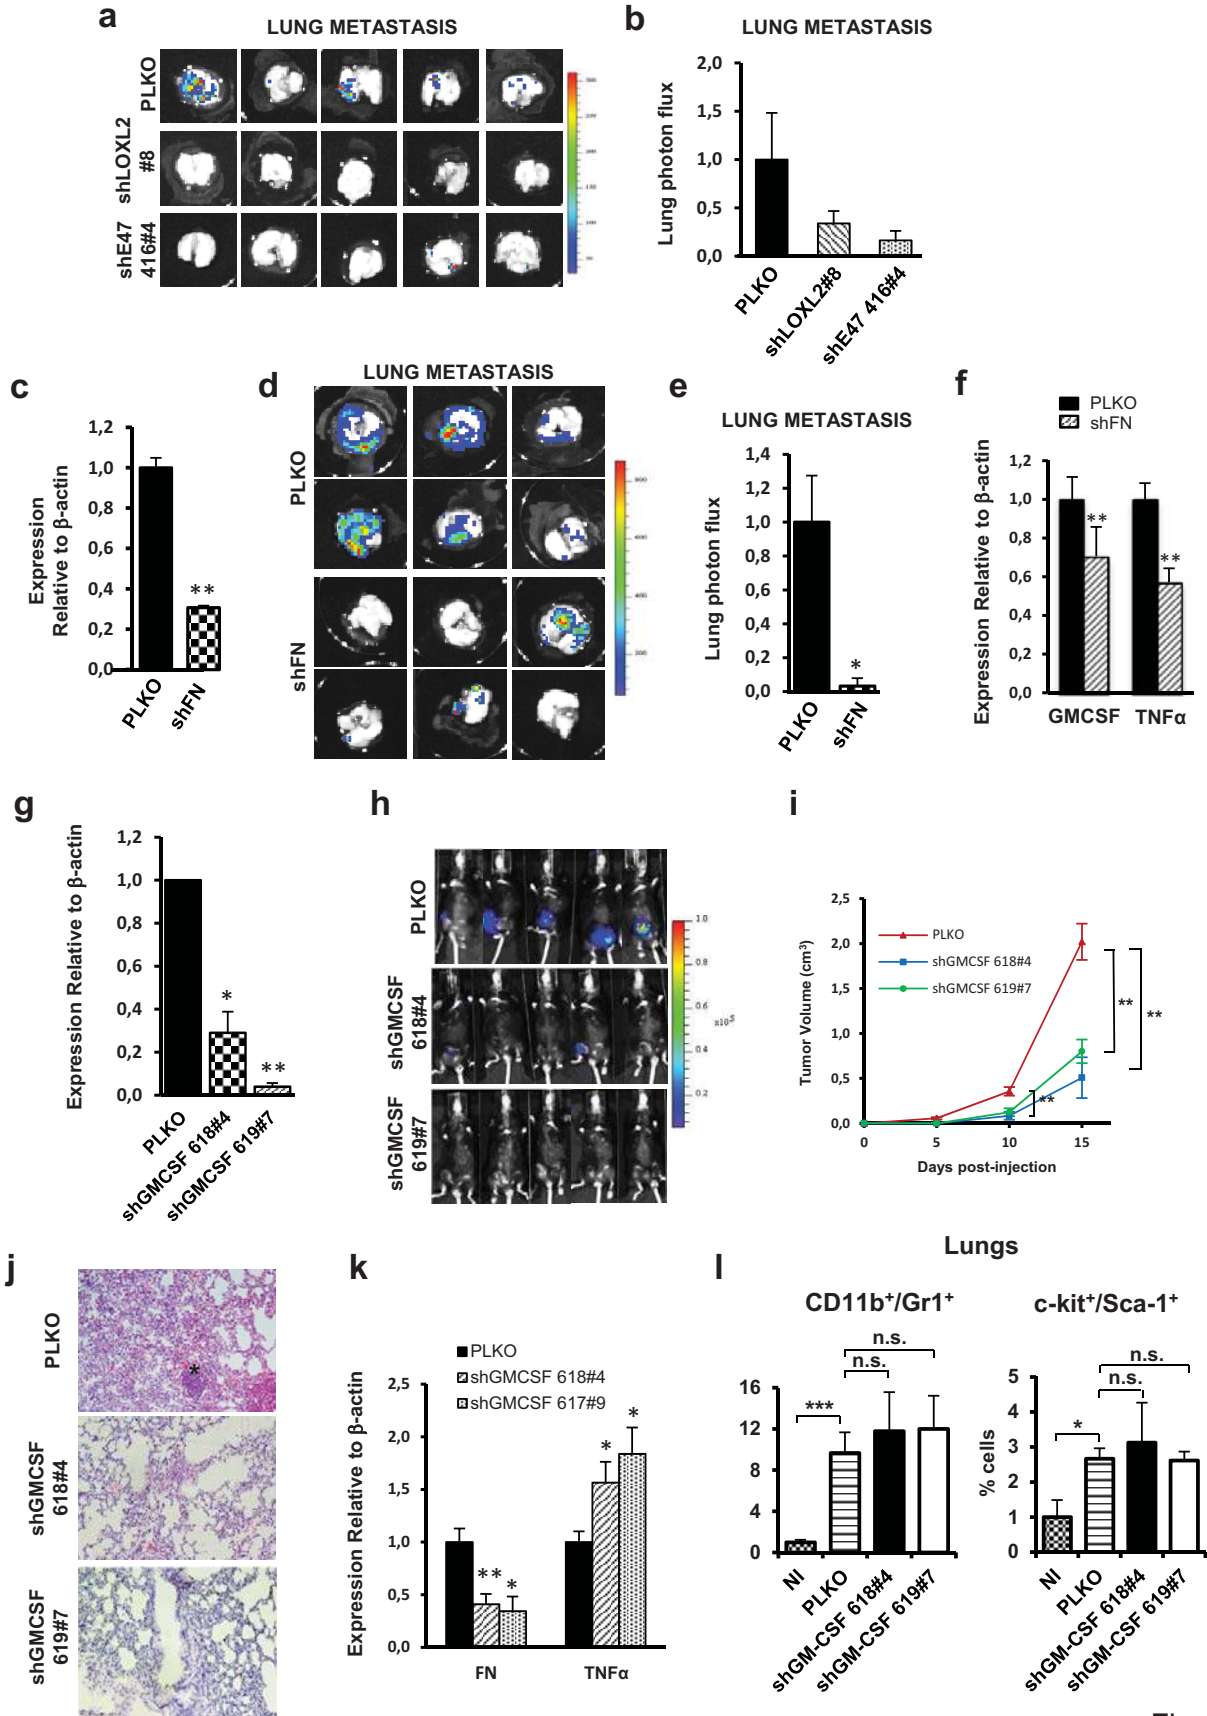 a
LUNG METASTASIS
PLKO
shLOXL2
#8
shE47
416#4
b
LUNG METASTASIS
Lung photon flux
2,0
1,5
1,0
0,5
0,0
PLKO
shLOXL2#8
shE47 416#4
c
Expression
Relative to β-actin
1,2
1,0
0,8
0,6
0,4
0,2
0,0
**
PLKO
shFN
d
LUNG METASTASIS
PLKO
shFN
e
LUNG METASTASIS
Lung photon flux
1,4
1,2
1,0
0,8
0,6
0,4
0,2
0,0
*
PLKO
shFN
f
PLKO
shFN
Expression Relative to β-actin
1,2
1,0
0,8
0,6
0,4
0,2
0,0
**
**
GMCSF
TNFα
g
Expression Relative to β-actin
1,2
1,0
0,8
0,6
0,4
0,2
0,0
*
**
PLKO
shGMCSF 618#4
shGMCSF 619#7
h
PLKO
shGMCSF
618#4
shGMCSF
619#7
1.0
0.8
0.6
x10⁵
0.4
0.2
i
Tumor Volume (cm³)
2,5
2,0
1,5
1,0
0,5
0,0
PLKO
shGMCSF 618#4
shGMCSF 619#7
**
**
**
0 5 10 15
Days post-injection
j
PLKO
*
shGMCSF
618#4
shGMCSF
619#7
k
PLKO
shGMCSF 618#4
shGMCSF 617#9
Expression Relative to β-actin
2,5
2,0
1,5
1,0
0,5
0,0
**
*
*
*
FN
TNFα
l
Lungs
CD11b⁺/Gr1⁺
n.s.
n.s.
***
16
12
8
4
0
NI
PLKO
shGM-CSF 618#4
shGM-CSF 619#7
c-kit⁺/Sca-1⁺
n.s.
n.s.
*
% cells
5
4
3
2
1
0
NI
PLKO
shGM-CSF 618#4
shGM-CSF 619#7